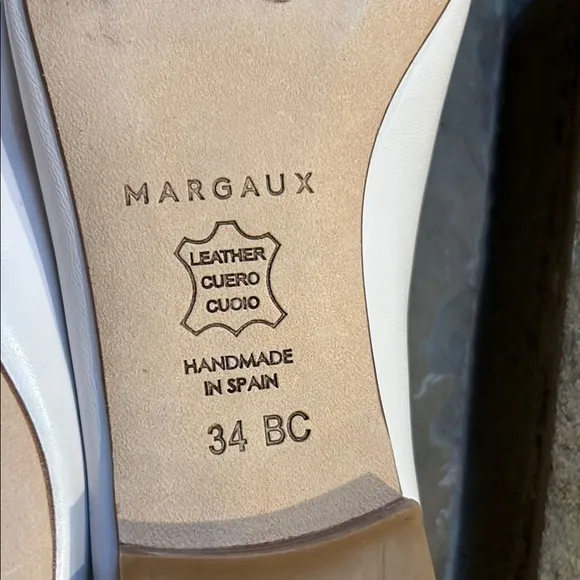 MARGAUX
LEATHER
CUERO
CUOIO
HANDMADE
IN SPAIN
34 BC